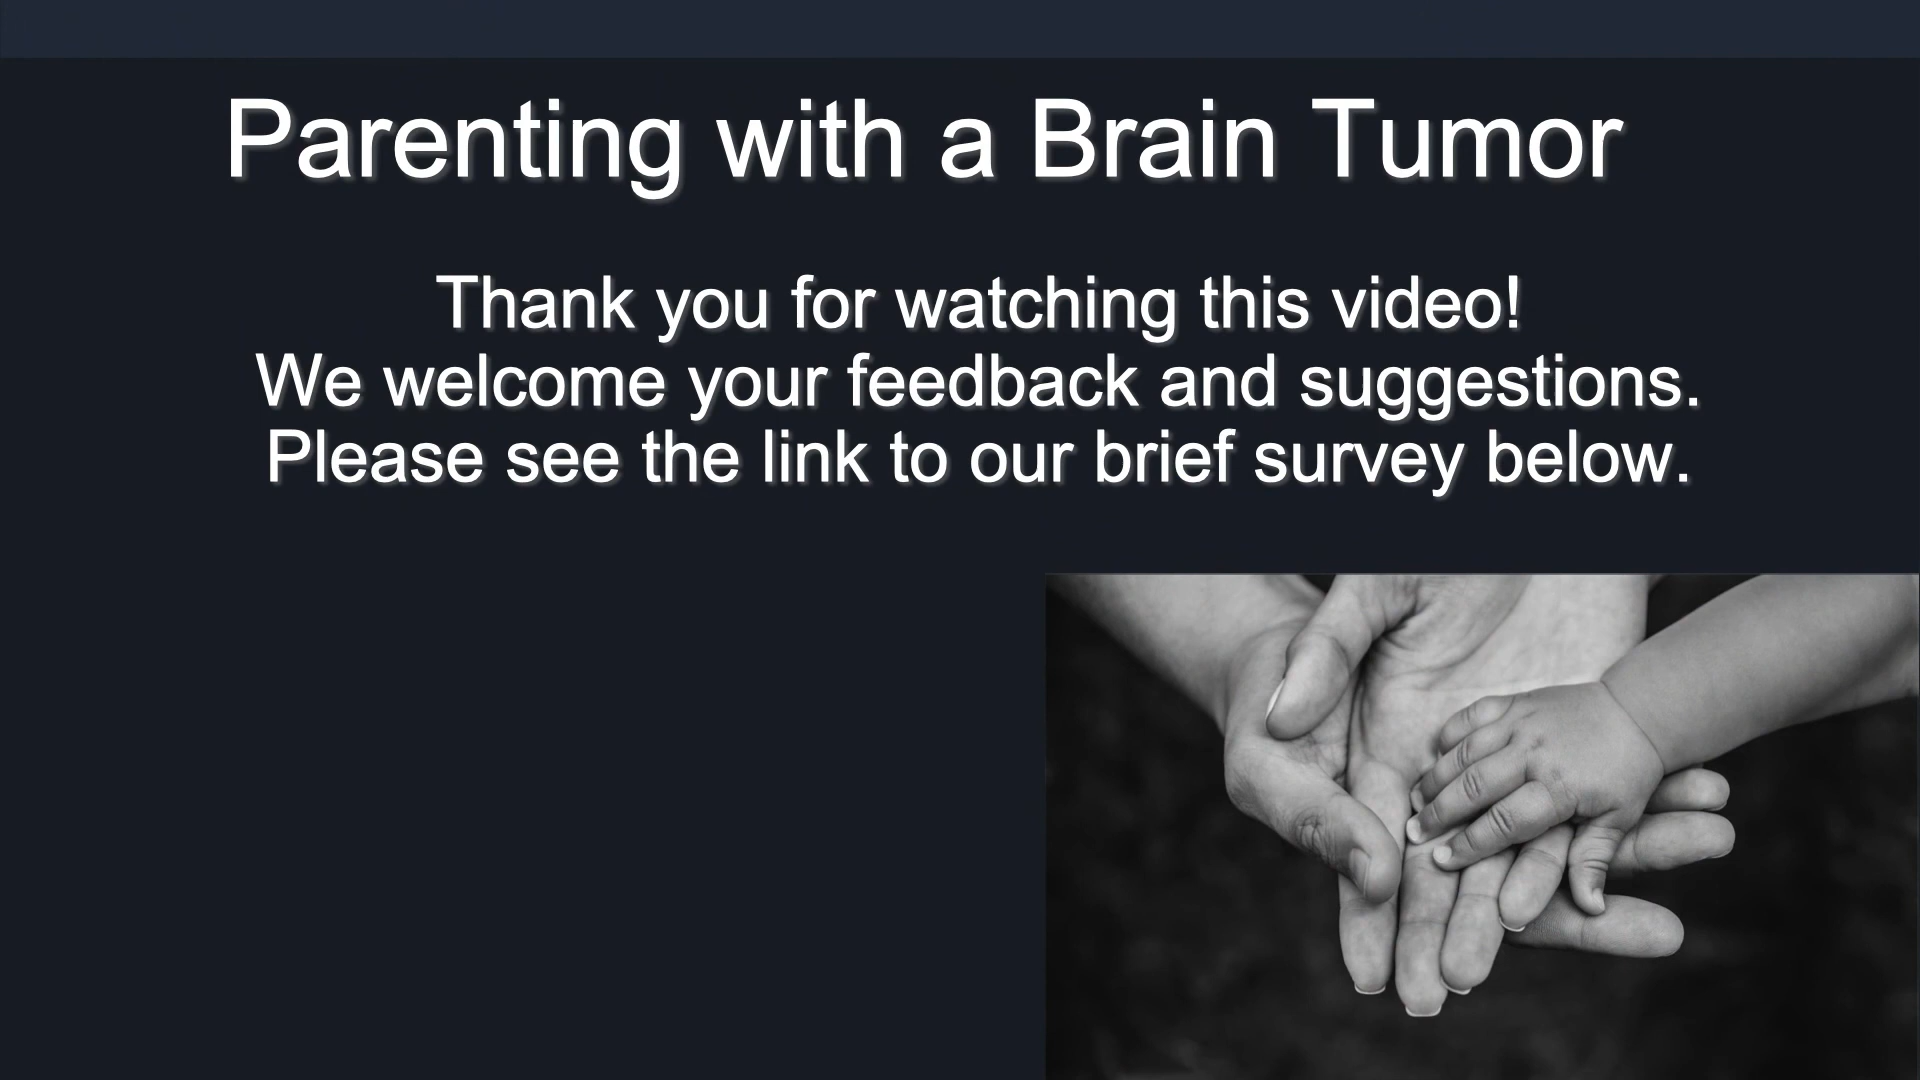 Parenting with a Brain Tumor
Thank you for watching this video!
We welcome your feedback and suggestions.
Please see the link to our brief survey below.